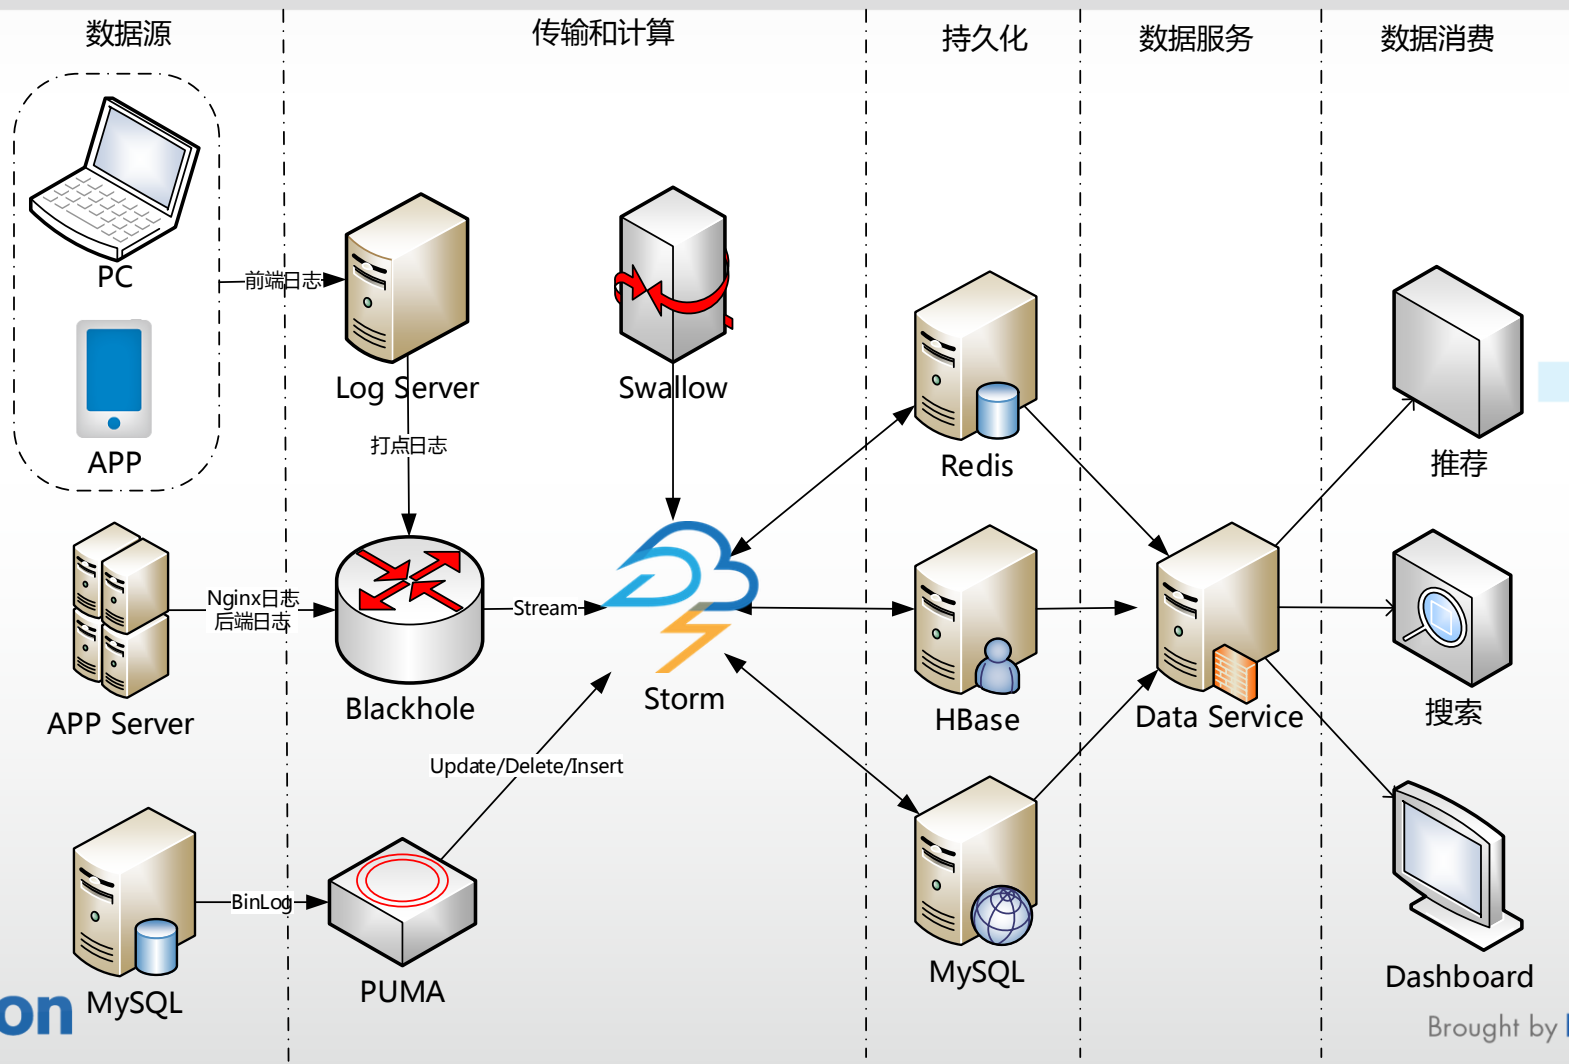 数据源
传输和计算
持久化
数据服务
数据消费
PC
前端日志
Log Server
Swallow
打点日志
APP
Redis
推荐
Nginx日志
后端日志
Stream
APP Server
Blackhole
Storm
HBase
Data Service
搜索
Update/Delete/Insert
BinLog
MySQL
PUMA
MySQL
Dashboard
on
Brought by